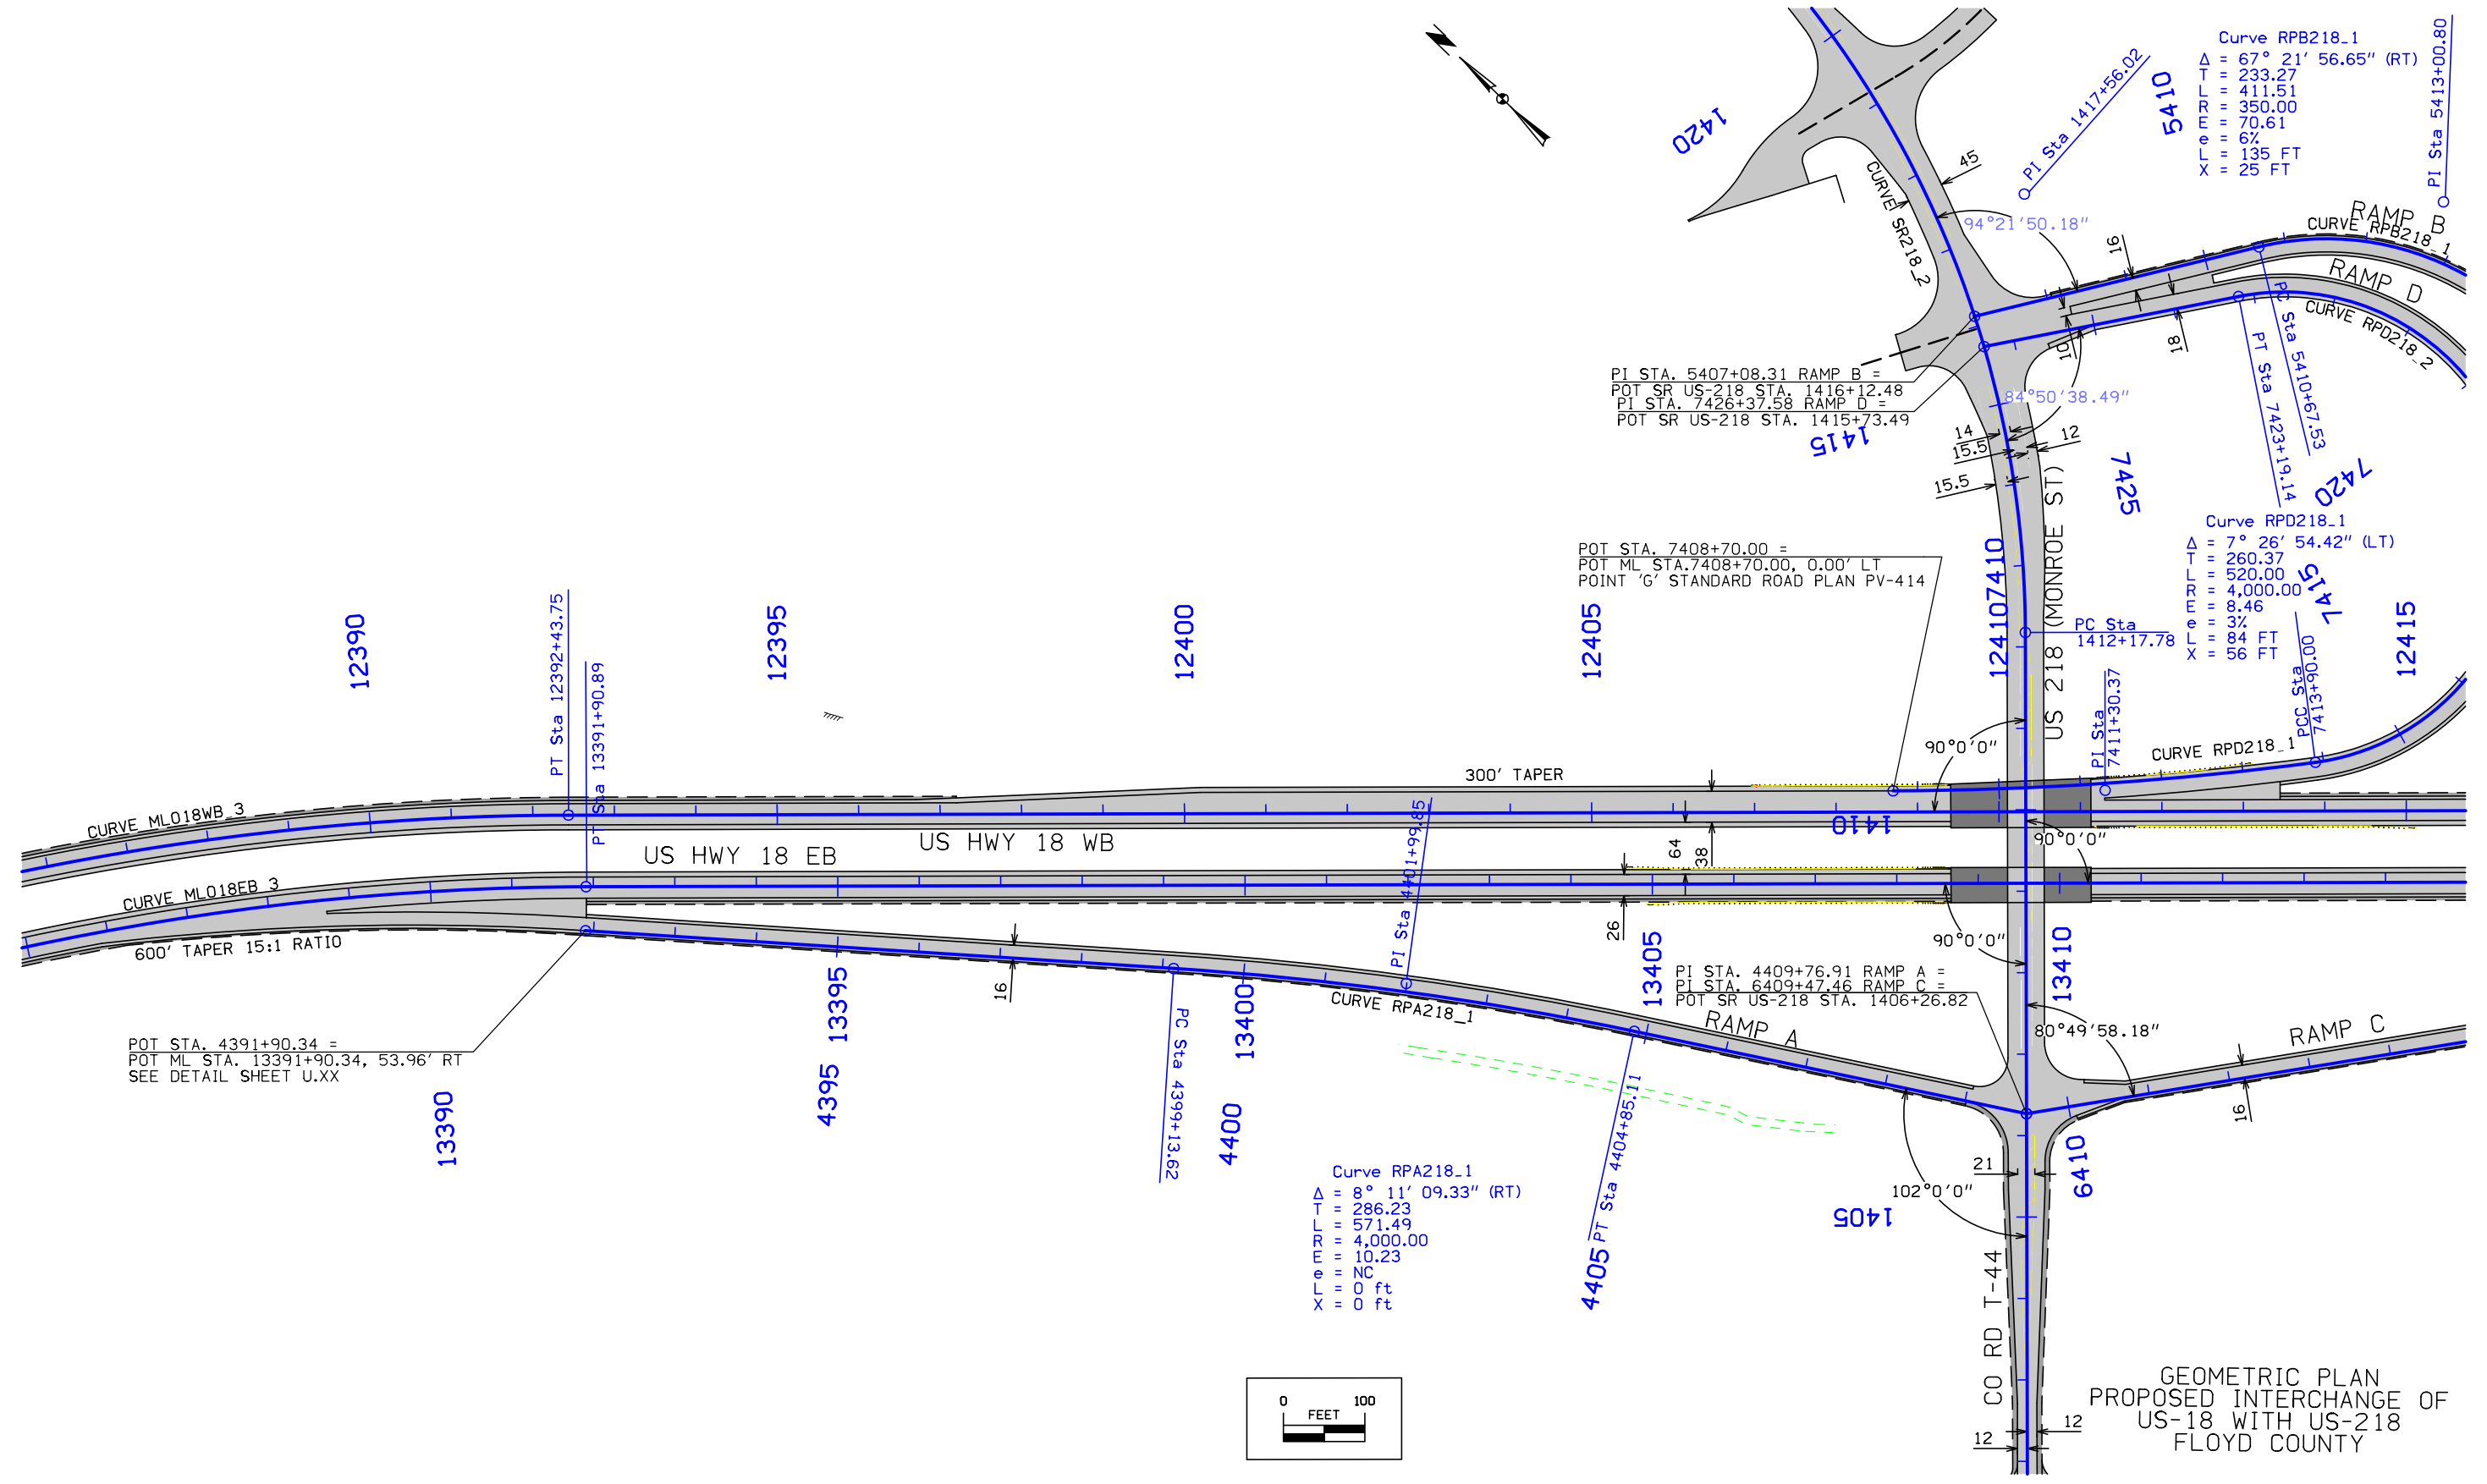 Curve RPB218_1
Δ = 67° 21' 56.65" (RT)
T = 233.27
L = 411.51
R = 350.00
E = 70.61
e = 6%
L = 135 FT
X = 25 FT
PI Sta 5413+00.80
5410
PI Sta 1417+56.02
1420
45
CURVE SR218_2
94°21'50.18"
16
RAMP B
CURVE RPB218_1
RAMP D
CURVE RPD218_2
10
18
PC Sta 5410+67.53
PT Sta 7423+19.14
PI STA. 5407+08.31 RAMP B =
POT SR US-218 STA. 1416+12.48
PI STA. 7426+37.58 RAMP D =
POT SR US-218 STA. 1415+73.49
84°50'38.49"
1415
14
15.5
12
15.5
7425
7420
Curve RPD218_1
Δ = 7° 26' 54.42" (LT)
T = 260.37
L = 520.00
R = 4,000.00
E = 8.46
e = 3%
L = 84 FT
X = 56 FT
7415
POT STA. 7408+70.00 =
POT ML STA.7408+70.00, 0.00' LT
POINT 'G' STANDARD ROAD PLAN PV-414
US 218 (MONROE ST)
PC Sta
1412+17.78
12390
PT Sta 12392+43.75
PT Sta 13391+90.89
12395
12400
12405
12410
7410
12415
PI Sta
7411+30.37
PCC Sta
7413+90.00
CURVE RPD218_1
90°0'0"
300' TAPER
CURVE ML018WB_3
US HWY 18 EB
US HWY 18 WB
1410
64
38
90°0'0"
CURVE ML018EB_3
600' TAPER 15:1 RATIO
PI Sta 4401+99.85
26
90°0'0"
16
13395
13400
13405
13410
PI STA. 4409+76.91 RAMP A =
PI STA. 6409+47.46 RAMP C =
POT SR US-218 STA. 1406+26.82
CURVE RPA218_1
RAMP A
80°49'58.18"
RAMP C
POT STA. 4391+90.34 =
POT ML STA. 13391+90.34, 53.96' RT
SEE DETAIL SHEET U.XX
13390
4395
PC Sta 4399+13.62
4400
PT Sta 4404+85.11
4405
16
21
102°0'0"
6410
1405
Curve RPA218_1
Δ = 8° 11' 09.33" (RT)
T = 286.23
L = 571.49
R = 4,000.00
E = 10.23
e = NC
L = 0 ft
X = 0 ft
CO RD T-44
0 100
FEET
12
12
GEOMETRIC PLAN
PROPOSED INTERCHANGE OF
US-18 WITH US-218
FLOYD COUNTY
N